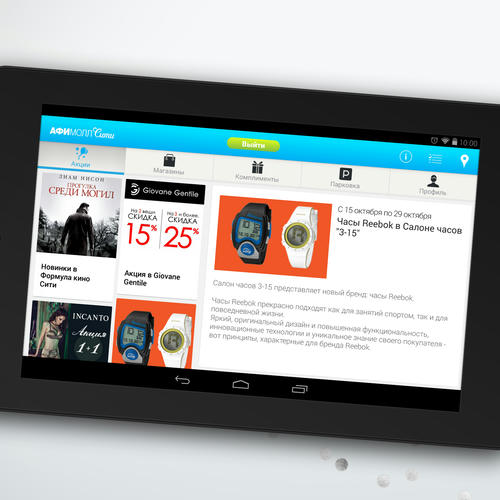 10:00
АФИМОЛЛ Сити
Выйти
Акции
Магазины
Комплименты
Парковка
Профиль
ЛИАМ НИСОН
ПРОГУЛКА
СРЕДИ МОГИЛ
Новинки в
Формула кино
Сити
Giovane Gentile
На 2 вещи
СКИДКА
15%
На 3 и более
СКИДКА
25%
Акция в Giovane
Gentile
INCANTO
Акция
1+1
С 15 октября по 29 октября
Часы Reebok в Салоне часов
"3-15"
Салон часов 3-15 представляет новый бренд: часы Reebok.
Часы Reebok прекрасно подходят как для занятий спортом, так и для
повседневной жизни.
Яркий, оригинальный дизайн и повышенная функциональность,
инновационные технологии и уникальное знание своего покупателя -
вот принципы, характерные для бренда Reebok.